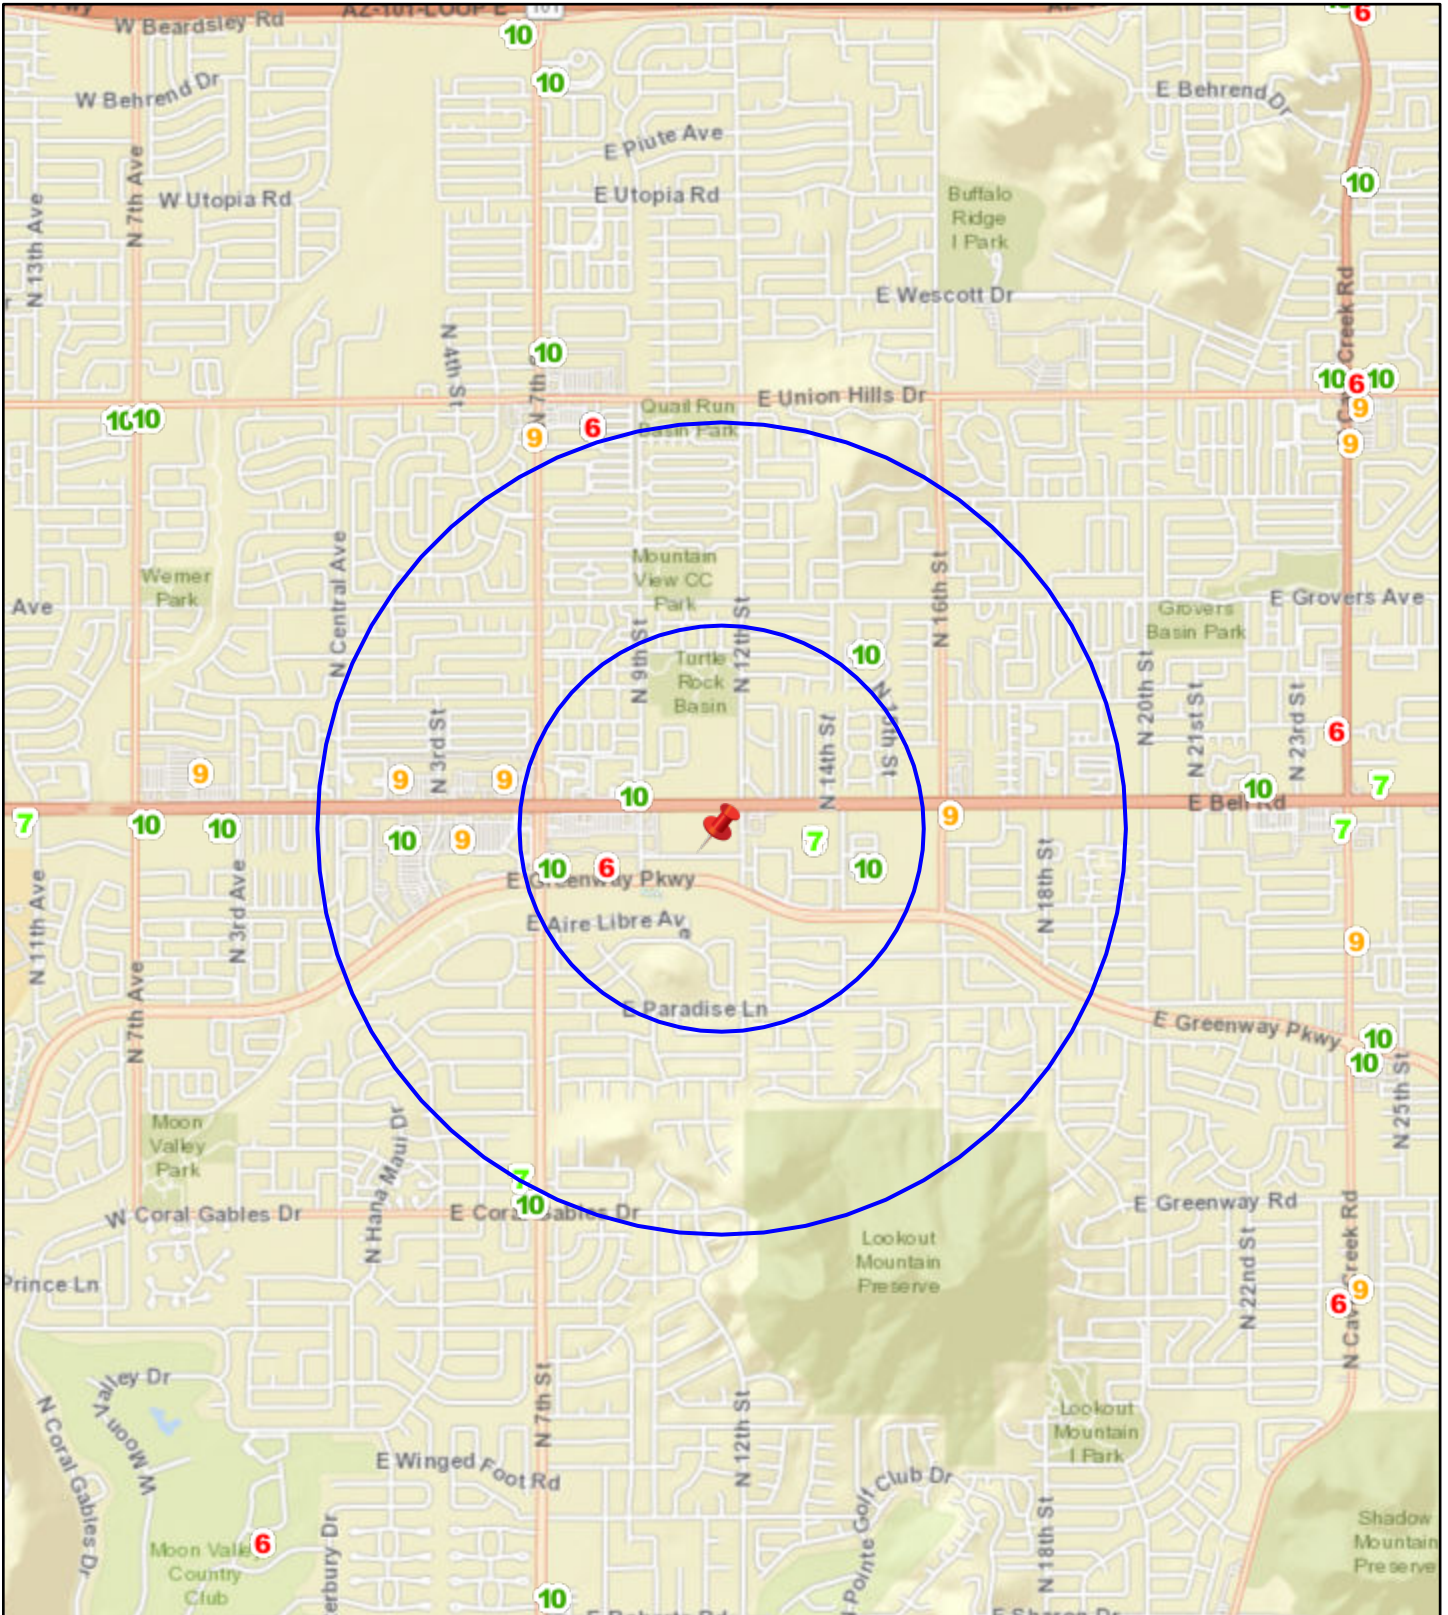 AZ-101-LOOP E
101
6
W Beardsley Rd
10
10
W Behrend Dr
E Behrend Dr
E Piute Ave
N 7th Ave
10
W Utopia Rd
E Utopia Rd
Buffalo
Ridge
I Park
N 13th Ave
E Wescott Dr
N 4th St
10
10
6
10
E Union Hills Dr
Quail Run
Basin Park
9
10
10
6
9
9
N Central Ave
Mountain
View CC
Park
N 16th St
Werner
Park
Ave
E Grovers Ave
Grovers
Basin Park
N 9th St
N 12th St
10
Turtle
Rock
Basin
N 15th St
N 20th St
N 21st St
N 23rd St
6
N 3rd St
N 14th St
9
9
9
10
10
7
E Bell Rd
7
10
10
10
9
7
9
7
10
6
10
E Greenway Pkwy
N 11th Ave
N 3rd Ave
N 18th St
E Aire Libre Ave
9
N 7th Ave
E Paradise Ln
E Greenway Pkwy
10
10
N 25th St
Moon
Valley
Park
N Hana Maui Dr
7
10
W Coral Gables Dr
E Coral Gables Dr
E Greenway Rd
Lookout
Mountain
Preserve
N 22nd St
N Cave Creek Rd
Prince Ln
9
6
N 7th St
N 12th St
W Moon Valley Dr
N Coral Gables Dr
Lookout
Mountain
I Park
E Winged Foot Rd
Club Dr
Pointe Golf
N 18th St
Shadow
Mountain
Preserve
6
Moon Valley
Country
Club
erbury Dr
10